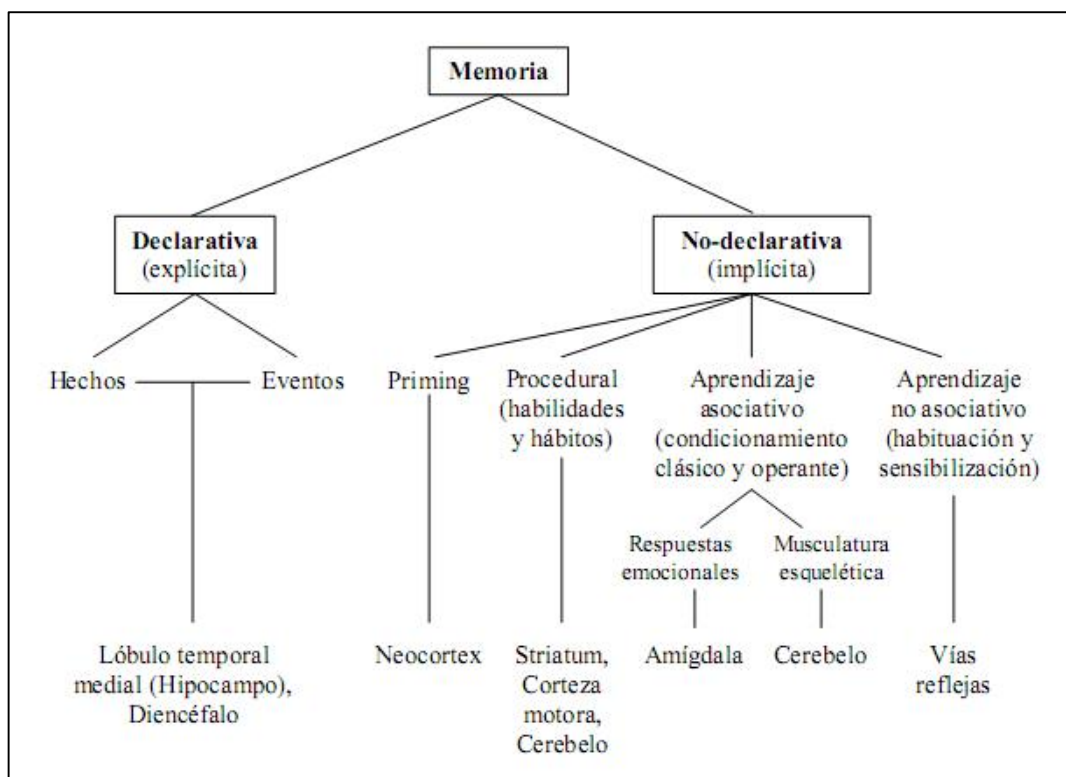 Memoria
Declarativa
(explícita)
No-declarativa
(implícita)
Hechos
Eventos
Priming
Procedural
(habilidades
y hábitos)
Aprendizaje
asociativo
(condicionamiento
clásico y operante)
Aprendizaje
no asociativo
(habituación y
sensibilización)
Respuestas
emocionales
Musculatura
esquelética
Lóbulo temporal
medial (Hipocampo),
Diencéfalo
Neocortex
Striatum,
Corteza
motora,
Cerebelo
Amígdala
Cerebelo
Vías
reflejas